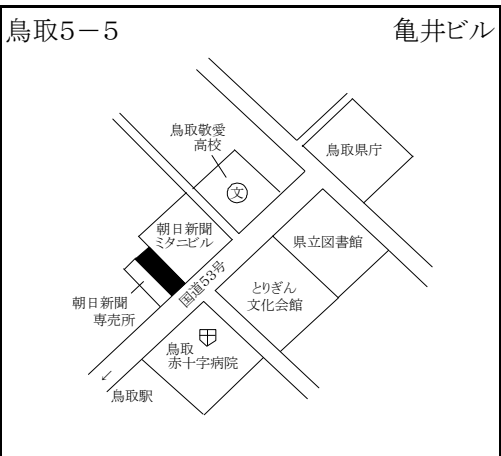 鳥取5－5
亀井ビル
鳥取敬愛
高校
文
鳥取県庁
朝日新聞
ミタニビル
県立図書館
国道53号
とりぎん
文化会館
朝日新聞
専売所
鳥取
赤十字病院
鳥取駅